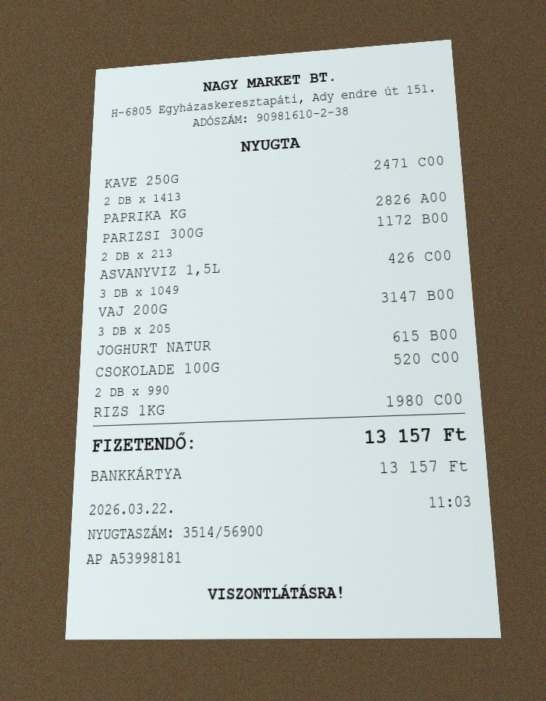 NAGY MARKET BT.
H-6805 Egyházaskeresztapáti, Ady endre út 151.
ADÓSZÁM: 90981610-2-38
NYUGTA
KAVE 250G 2471 C00
2 DB x 1413
PAPRIKA KG 2826 A00
PARIZSI 300G 1172 B00
2 DB x 213
ASVANYVIZ 1,5L 426 C00
3 DB x 1049
VAJ 200G 3147 B00
3 DB x 205
JOGHURT NATUR 615 B00
CSOKOLADE 100G 520 C00
2 DB x 990
RIZS 1KG 1980 C00
FIZETENDŐ: 13 157 Ft
BANKKÁRTYA 13 157 Ft
2026.03.22. 11:03
NYUGTASZÁM: 3514/56900
AP A53998181
VISZONTLÁTÁSRA!